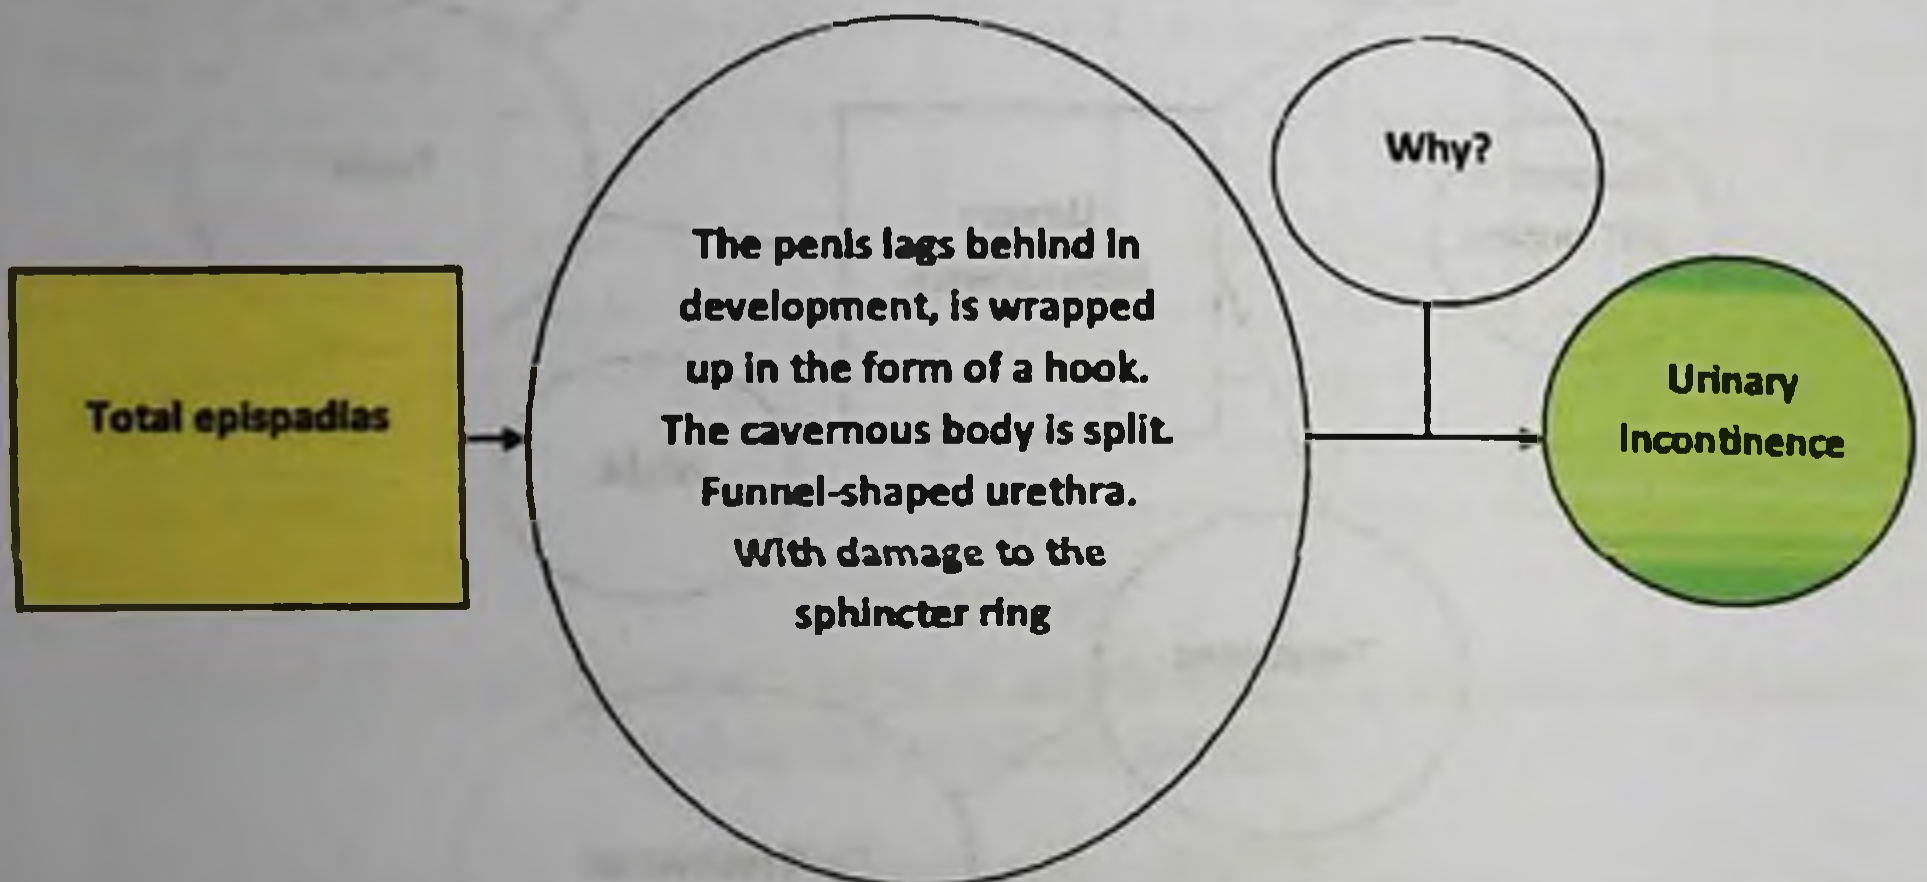 Total epispadias
The penis lags behind in
development, is wrapped
up in the form of a hook.
The cavernous body is split.
Funnel-shaped urethra.
With damage to the
sphincter ring
Why?
Urinary
Incontinence